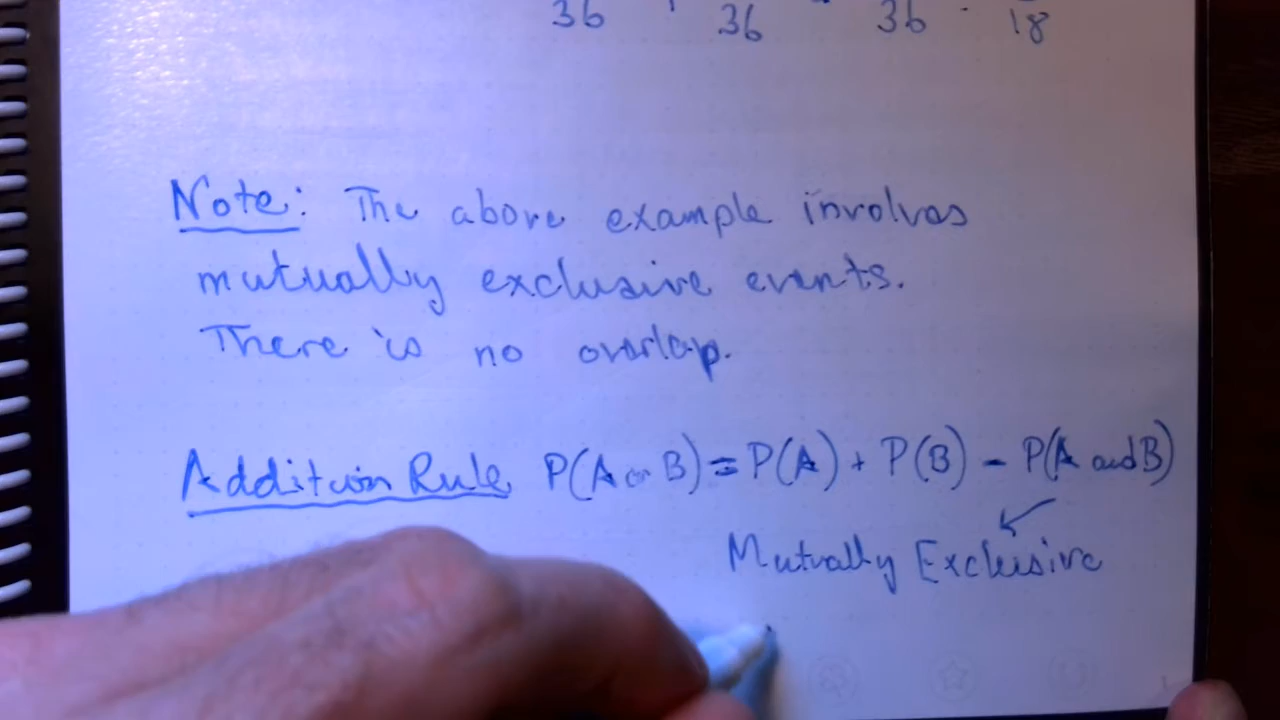 36 36 36 18
Note: The above example involves
mutually exclusive events.
There is no overlap.
Addition Rule P(A or B) = P(A) + P(B) - P(A and B)
Mutually Exclusive